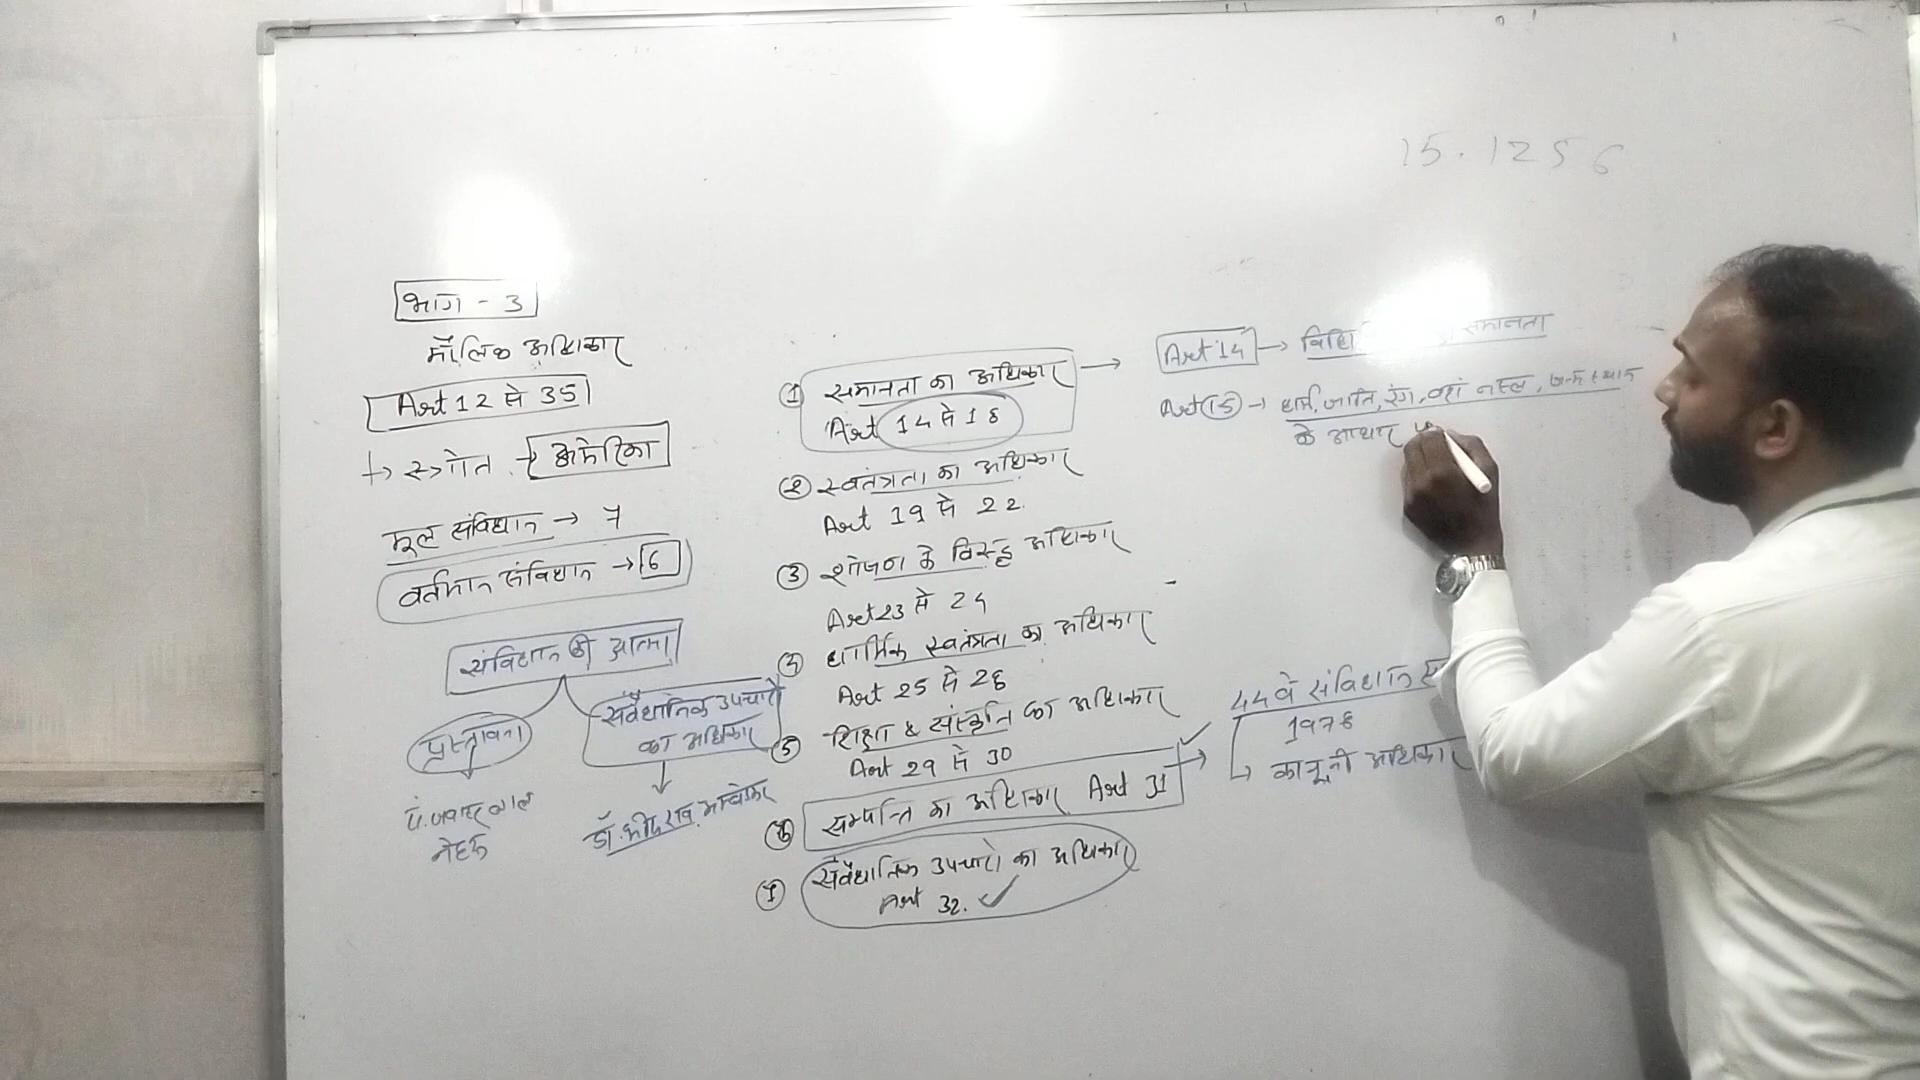 15.1256
भाग - 3
मौलिक अधिकार
Art 12 से 35
→ स्त्रोत → अमेरिका
मूल संविधान → 7
वर्तमान संविधान → 6
संविधान की आत्मा
प्रस्तावना
पं. जवाहर लाल
नेहरू
संवैधानिक उपचारो
का अधिकार
डॉ. भीम राव अम्बेडकर
① समानता का अधिकार
Art 14 से 18
② स्वतंत्रता का अधिकार
Art 19 से 22.
③ शोषण के विरूद्ध अधिकार
Art 23 से 24
④ धार्मिक स्वतंत्रता का अधिकार
Art 25 से 28
⑤ शिक्षा & संस्कृति का अधिकार
Art 29 से 30
⑥ सम्पत्ति का अधिकार Art 31
⑦ संवैधानिक उपचारो का अधिकार
Art 32. ✓
Art 14 → विधि समानता
Art 15 → धर्म, जाति, रंग, नस्ल, जन्म स्थान
के आधार
44वे संविधान
1978
→ कानूनी अधिकार